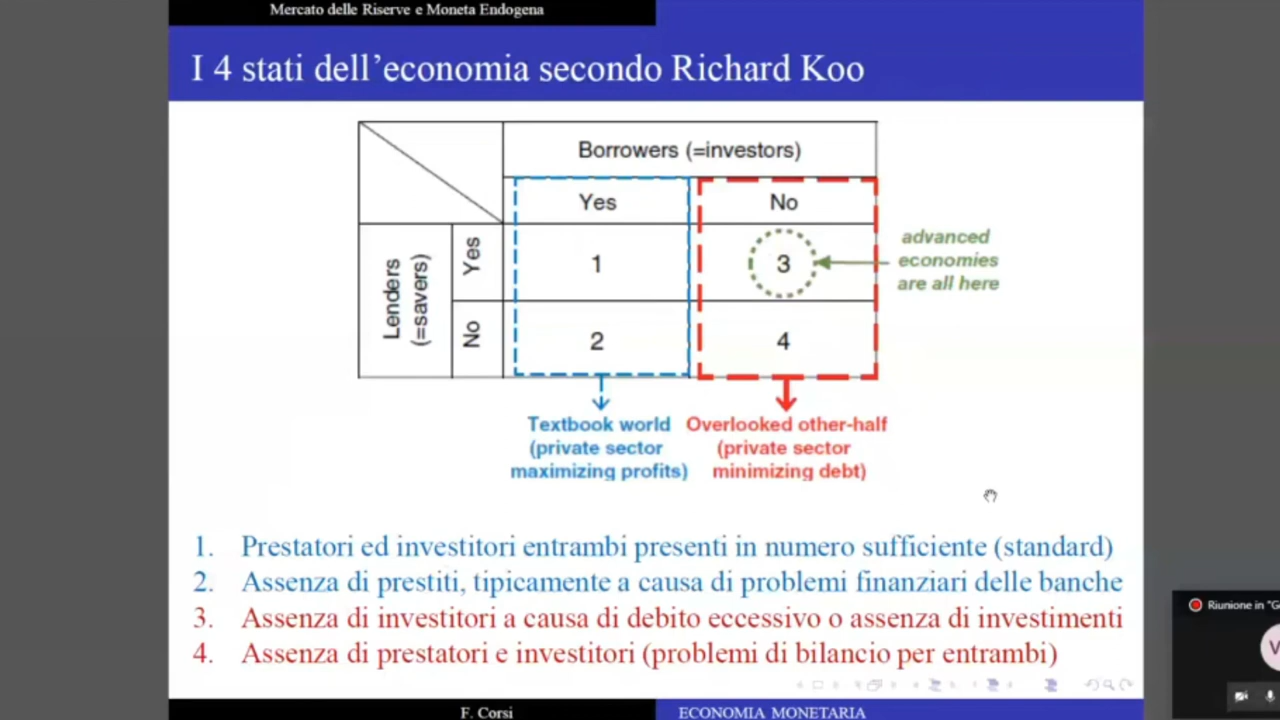 Mercato delle Riserve e Moneta Endogena
I 4 stati dell'economia secondo Richard Koo
Borrowers (=investors)
Yes
No
Lenders
(=savers)
Yes
1
3
advanced
economies
are all here
No
2
4
Textbook world
(private sector
maximizing profits)
Overlooked other-half
(private sector
minimizing debt)
1. Prestatori ed investitori entrambi presenti in numero sufficiente (standard)
2. Assenza di prestiti, tipicamente a causa di problemi finanziari delle banche
3. Assenza di investitori a causa di debito eccessivo o assenza di investimenti
4. Assenza di prestatori e investitori (problemi di bilancio per entrambi)
Riunione in "G
V
F. Corsi
ECONOMIA MONETARIA